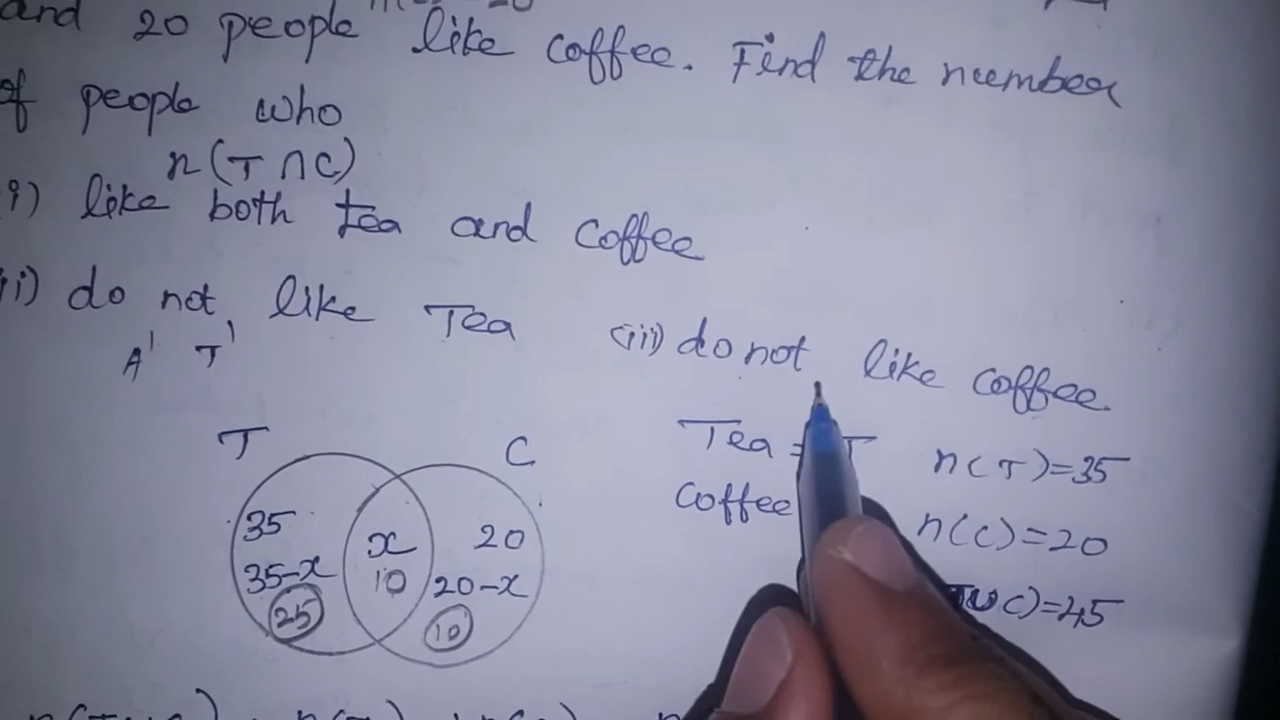 and 20 people like coffee. Find the number
of people who
n(T ∩ C)
i) like both tea and coffee
ii) do not like Tea
(iii) do not like coffee.
A' T'
T C
35 x 20
35-x 10 20-x
25 10
Tea = T n(T)=35
Coffee n(C)=20
C)=45